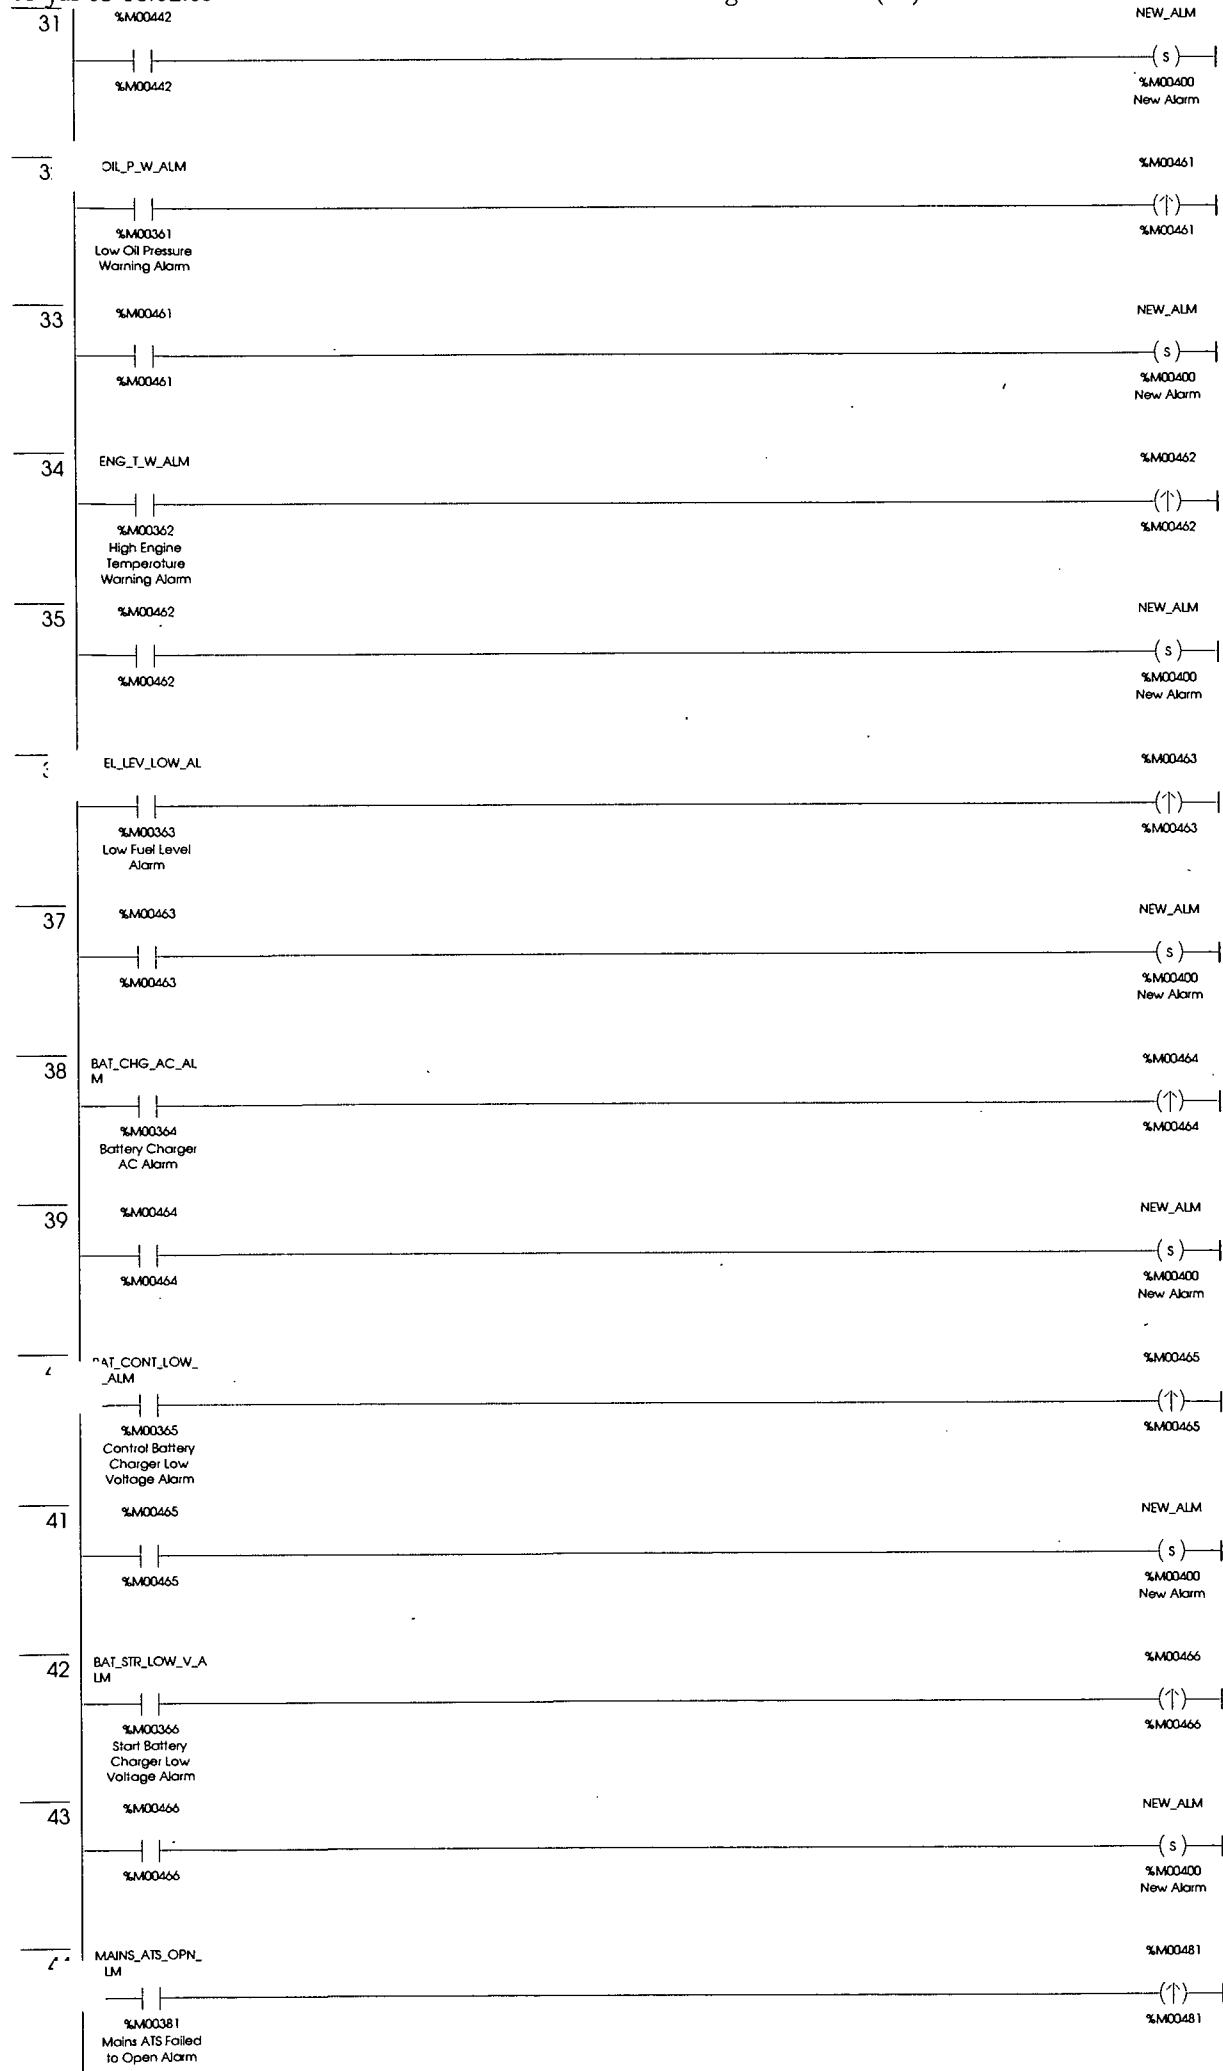 31
%M00442
NEW_ALM
( s )
%M00442
%M00400
New Alarm
OIL_P_W_ALM
%M00461
(↑)
%M00361
%M00461
Low Oil Pressure
Warning Alarm
33
%M00461
NEW_ALM
( s )
%M00461
%M00400
New Alarm
34
ENG_T_W_ALM
%M00462
(↑)
%M00362
%M00462
High Engine
Temperature
Warning Alarm
35
%M00462
NEW_ALM
( s )
%M00462
%M00400
New Alarm
EL_LEV_LOW_AL
%M00463
(↑)
%M00363
%M00463
Low Fuel Level
Alarm
37
%M00463
NEW_ALM
( s )
%M00463
%M00400
New Alarm
38
BAT_CHG_AC_AL
M
%M00464
(↑)
%M00364
%M00464
Battery Charger
AC Alarm
39
%M00464
NEW_ALM
( s )
%M00464
%M00400
New Alarm
AT_CONT_LOW_
_ALM
%M00465
(↑)
%M00365
%M00465
Control Battery
Charger Low
Voltage Alarm
41
%M00465
NEW_ALM
( s )
%M00465
%M00400
New Alarm
42
BAT_STR_LOW_V_A
LM
%M00466
(↑)
%M00366
%M00466
Start Battery
Charger Low
Voltage Alarm
43
%M00466
NEW_ALM
( s )
%M00466
%M00400
New Alarm
MAINS_ATS_OPN_
LM
%M00481
(↑)
%M00381
%M00481
Mains ATS Failed
to Open Alarm